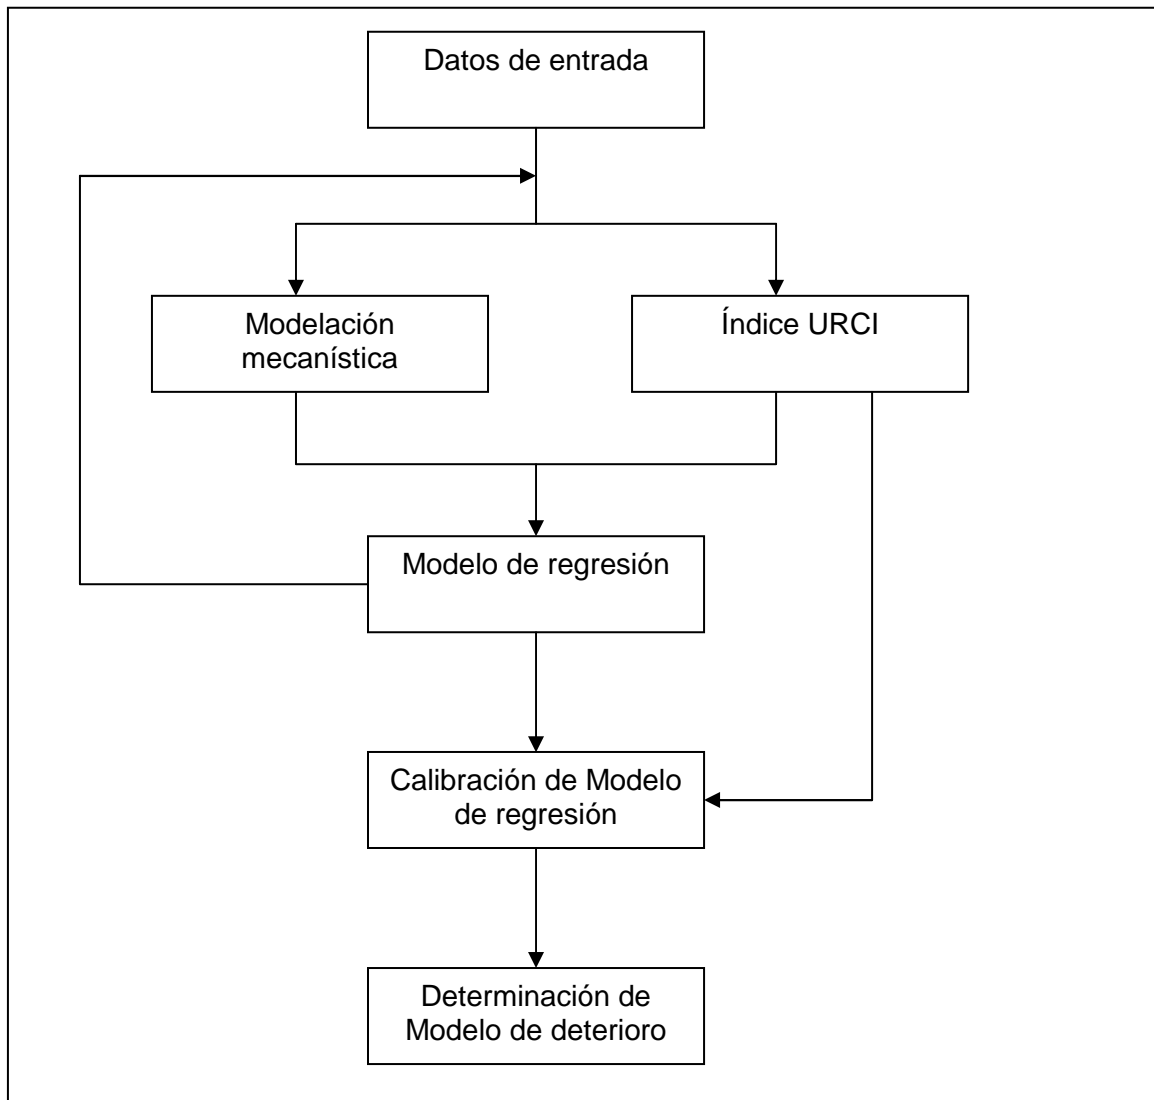 Datos de entrada
Modelación
mecanística
Índice URCI
Modelo de regresión
Calibración de Modelo
de regresión
Determinación de
Modelo de deterioro